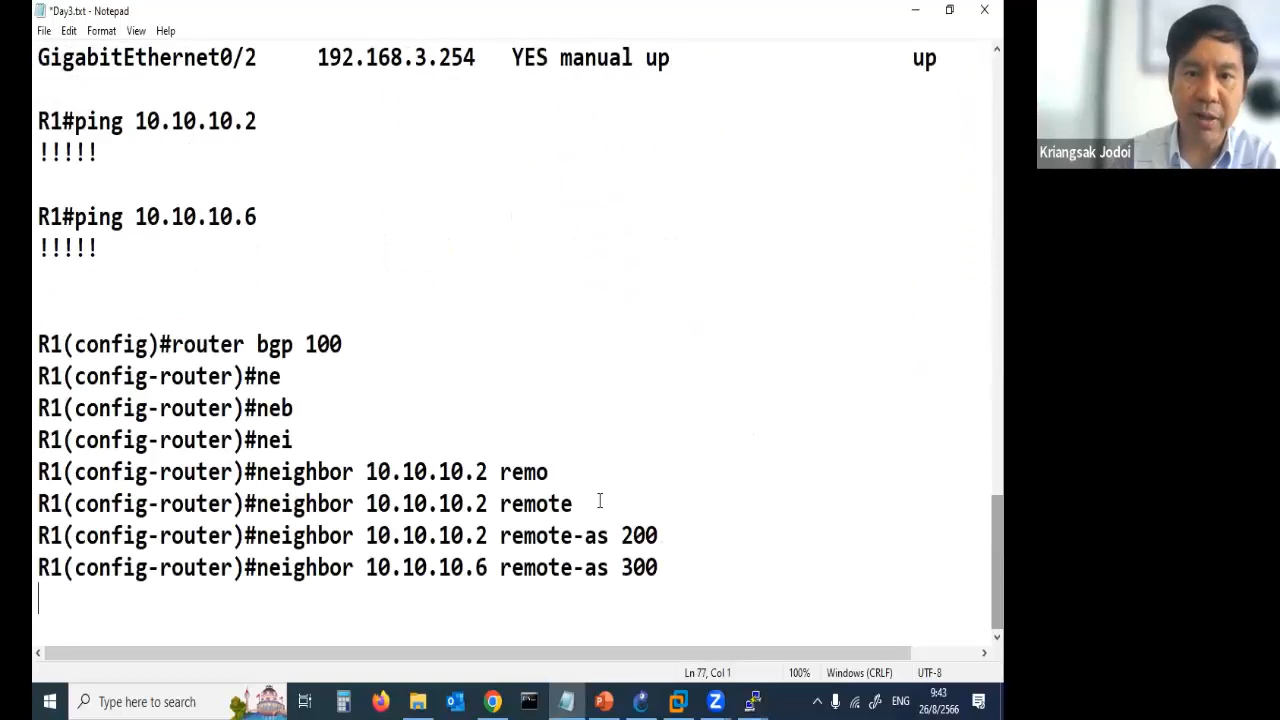 *Day3.txt - Notepad
File Edit Format View Help
GigabitEthernet0/2 192.168.3.254 YES manual up up
R1#ping 10.10.10.2
!!!!!
R1#ping 10.10.10.6
!!!!!
R1(config)#router bgp 100
R1(config-router)#ne
R1(config-router)#neb
R1(config-router)#nei
R1(config-router)#neighbor 10.10.10.2 remo
R1(config-router)#neighbor 10.10.10.2 remote
R1(config-router)#neighbor 10.10.10.2 remote-as 200
R1(config-router)#neighbor 10.10.10.6 remote-as 300
Ln 77, Col 1 100% Windows (CRLF) UTF-8
Type here to search
ENG
9:43
26/8/2566
Kriangsak Jodoi